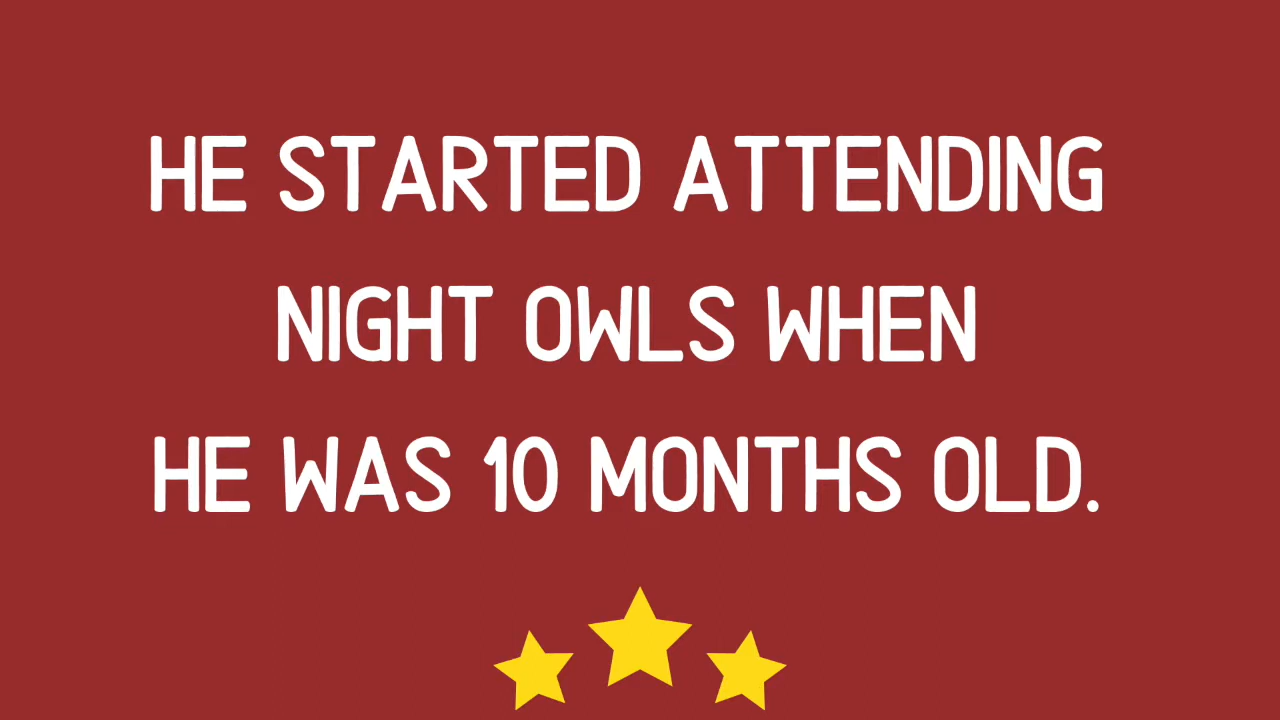 HE STARTED ATTENDING
NIGHT OWLS WHEN
HE WAS 10 MONTHS OLD.